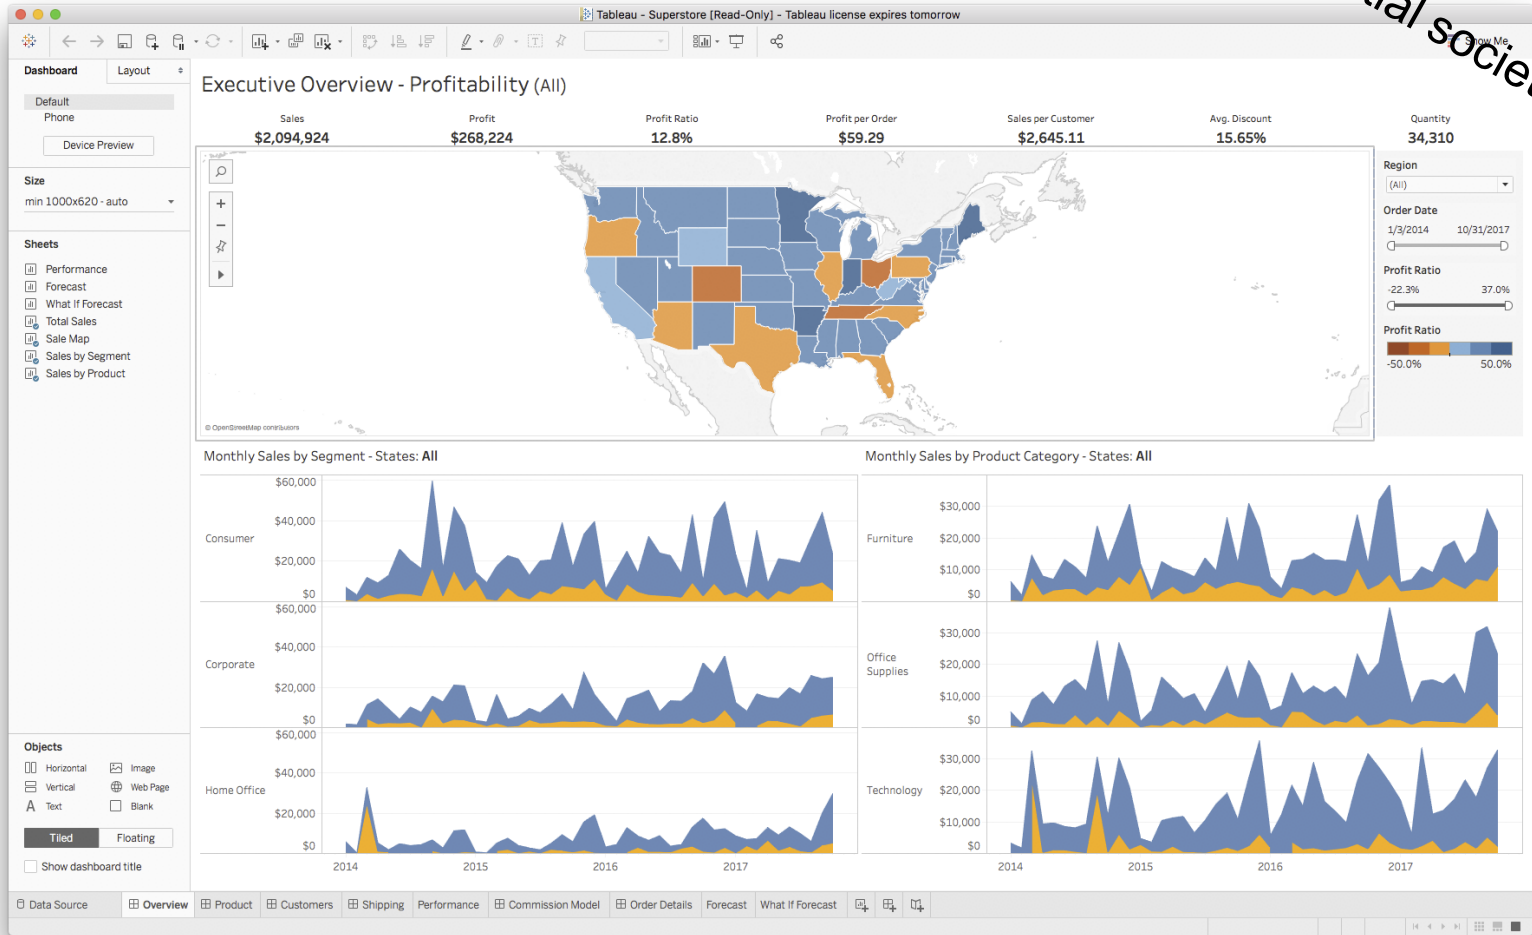 Tableau - Superstore [Read-Only] - Tableau license expires tomorrow
Show Me
Dashboard
Layout
Default
Phone
Device Preview
Size
min 1000x620 - auto
Sheets
Performance
Forecast
What If Forecast
Total Sales
Sale Map
Sales by Segment
Sales by Product
Objects
Horizontal Image
Vertical Web Page
A Text Blank
Tiled Floating
Show dashboard title
Executive Overview - Profitability (All)
Sales Profit Profit Ratio Profit per Order Sales per Customer Avg. Discount Quantity
$2,094,924 $268,224 12.8% $59.29 $2,645.11 15.65% 34,310
© OpenStreetMap contributors
Region
(All)
Order Date
1/3/2014 10/31/2017
Profit Ratio
-22.3% 37.0%
Profit Ratio
-50.0% 50.0%
Monthly Sales by Segment - States: All
Consumer
$60,000
$40,000
$20,000
$0
Corporate
$60,000
$40,000
$20,000
$0
Home Office
$60,000
$40,000
$20,000
$0
2014 2015 2016 2017
Monthly Sales by Product Category - States: All
Furniture
$30,000
$20,000
$10,000
$0
Office
Supplies
$30,000
$20,000
$10,000
$0
Technology
$30,000
$20,000
$10,000
$0
2014 2015 2016 2017
Data Source Overview Product Customers Shipping Performance Commission Model Order Details Forecast What If Forecast